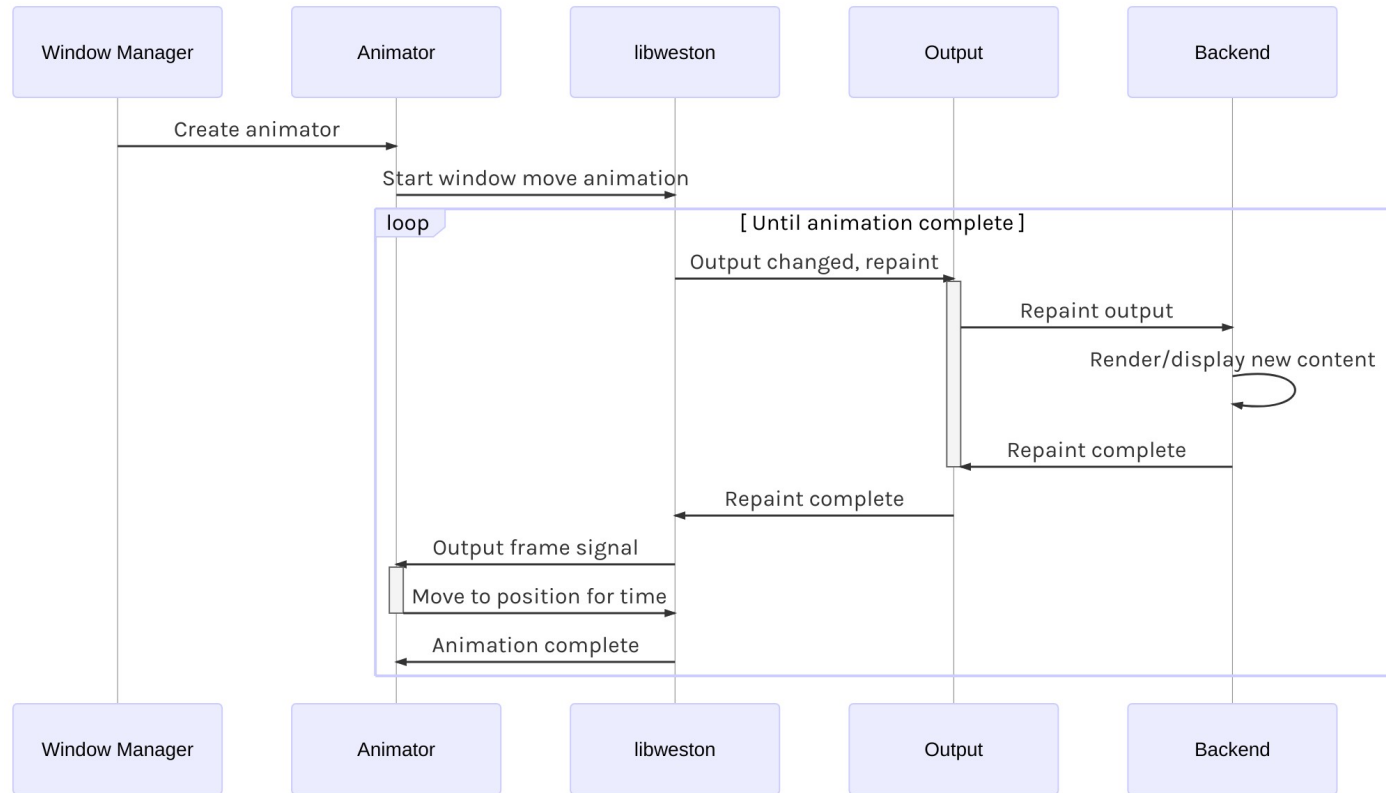 Window Manager
Animator
libweston
Output
Backend
Create animator
Start window move animation
loop
[ Until animation complete ]
Output changed, repaint
Repaint output
Render/display new content
Repaint complete
Repaint complete
Output frame signal
Move to position for time
Animation complete
Window Manager
Animator
libweston
Output
Backend